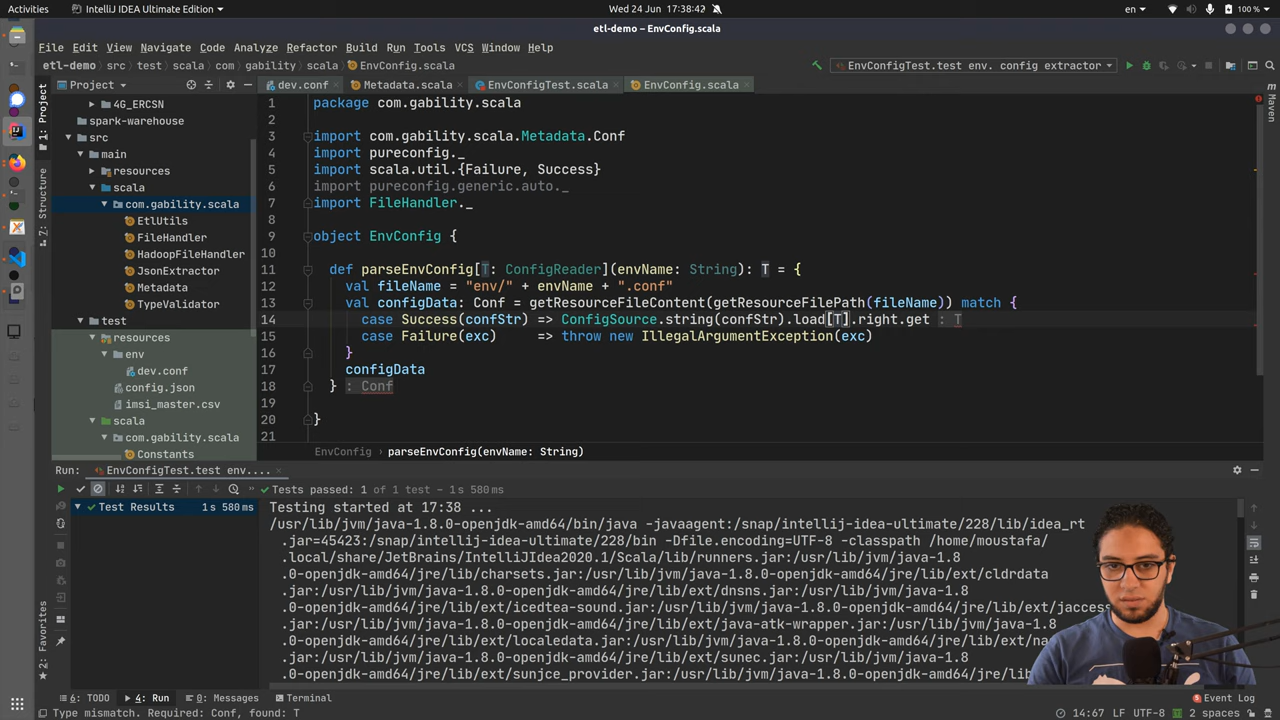 Activities
IntelliJ IDEA Ultimate Edition
Wed 24 Jun 17:38:42
en
100 %
etl-demo – EnvConfig.scala
File Edit View Navigate Code Analyze Refactor Build Run Tools VCS Window Help
etl-demo › src › test › scala › com › gability › scala › EnvConfig.scala
EnvConfigTest.test env. config extractor
Project
dev.conf
Metadata.scala
EnvConfigTest.scala
EnvConfig.scala
1: Project
7: Structure
2: Favorites
Maven
4G_ERCSN
spark-warehouse
src
main
resources
scala
com.gability.scala
EtlUtils
FileHandler
HadoopFileHandler
JsonExtractor
Metadata
TypeValidator
test
resources
env
dev.conf
config.json
imsi_master.csv
scala
com.gability.scala
Constants
1 package com.gability.scala
2
3 import com.gability.scala.Metadata.Conf
4 import pureconfig._
5 import scala.util.{Failure, Success}
6 import pureconfig.generic.auto._
7 import FileHandler._
8
9 object EnvConfig {
10
11 def parseEnvConfig[T: ConfigReader](envName: String): T = {
12 val fileName = "env/" + envName + ".conf"
13 val configData: Conf = getResourceFileContent(getResourceFilePath(fileName)) match {
14 case Success(confStr) => ConfigSource.string(confStr).load[T].right.get : T
15 case Failure(exc) => throw new IllegalArgumentException(exc)
16 }
17 configData
18 } : Conf
19
20 }
21
EnvConfig › parseEnvConfig(envName: String)
Run: EnvConfigTest.test env....
Tests passed: 1 of 1 test – 1 s 580 ms
Test Results 1 s 580 ms
Testing started at 17:38 ...
/usr/lib/jvm/java-1.8.0-openjdk-amd64/bin/java -javaagent:/snap/intellij-idea-ultimate/228/lib/idea_rt
.jar=45423:/snap/intellij-idea-ultimate/228/bin -Dfile.encoding=UTF-8 -classpath /home/moustafa/
.local/share/JetBrains/IntelliJIdea2020.1/Scala/lib/runners.jar:/usr/lib/jvm/java-1.8
.0-openjdk-amd64/jre/lib/charsets.jar:/usr/lib/jvm/java-1.8.0-openjdk-amd64/jre/lib/ext/cldrdata
.jar:/usr/lib/jvm/java-1.8.0-openjdk-amd64/jre/lib/ext/dnsns.jar:/usr/lib/jvm/java-1.8
.0-openjdk-amd64/jre/lib/ext/icedtea-sound.jar:/usr/lib/jvm/java-1.8.0-openjdk-amd64/jre/lib/ext/jaccess
.jar:/usr/lib/jvm/java-1.8.0-openjdk-amd64/jre/lib/ext/java-atk-wrapper.jar:/usr/lib/jvm/java-1.8
.0-openjdk-amd64/jre/lib/ext/localedata.jar:/usr/lib/jvm/java-1.8.0-openjdk-amd64/jre/lib/ext/na
.jar:/usr/lib/jvm/java-1.8.0-openjdk-amd64/jre/lib/ext/sunec.jar:/usr/lib/jvm/java-1.8
.0-openjdk-amd64/jre/lib/ext/sunjce_provider.jar:/usr/lib/jvm/java-1.8.0-openjdk-amd64
6: TODO
4: Run
0: Messages
Terminal
Event Log
Type mismatch. Required: Conf, found: T
14:67 LF UTF-8 2 spaces